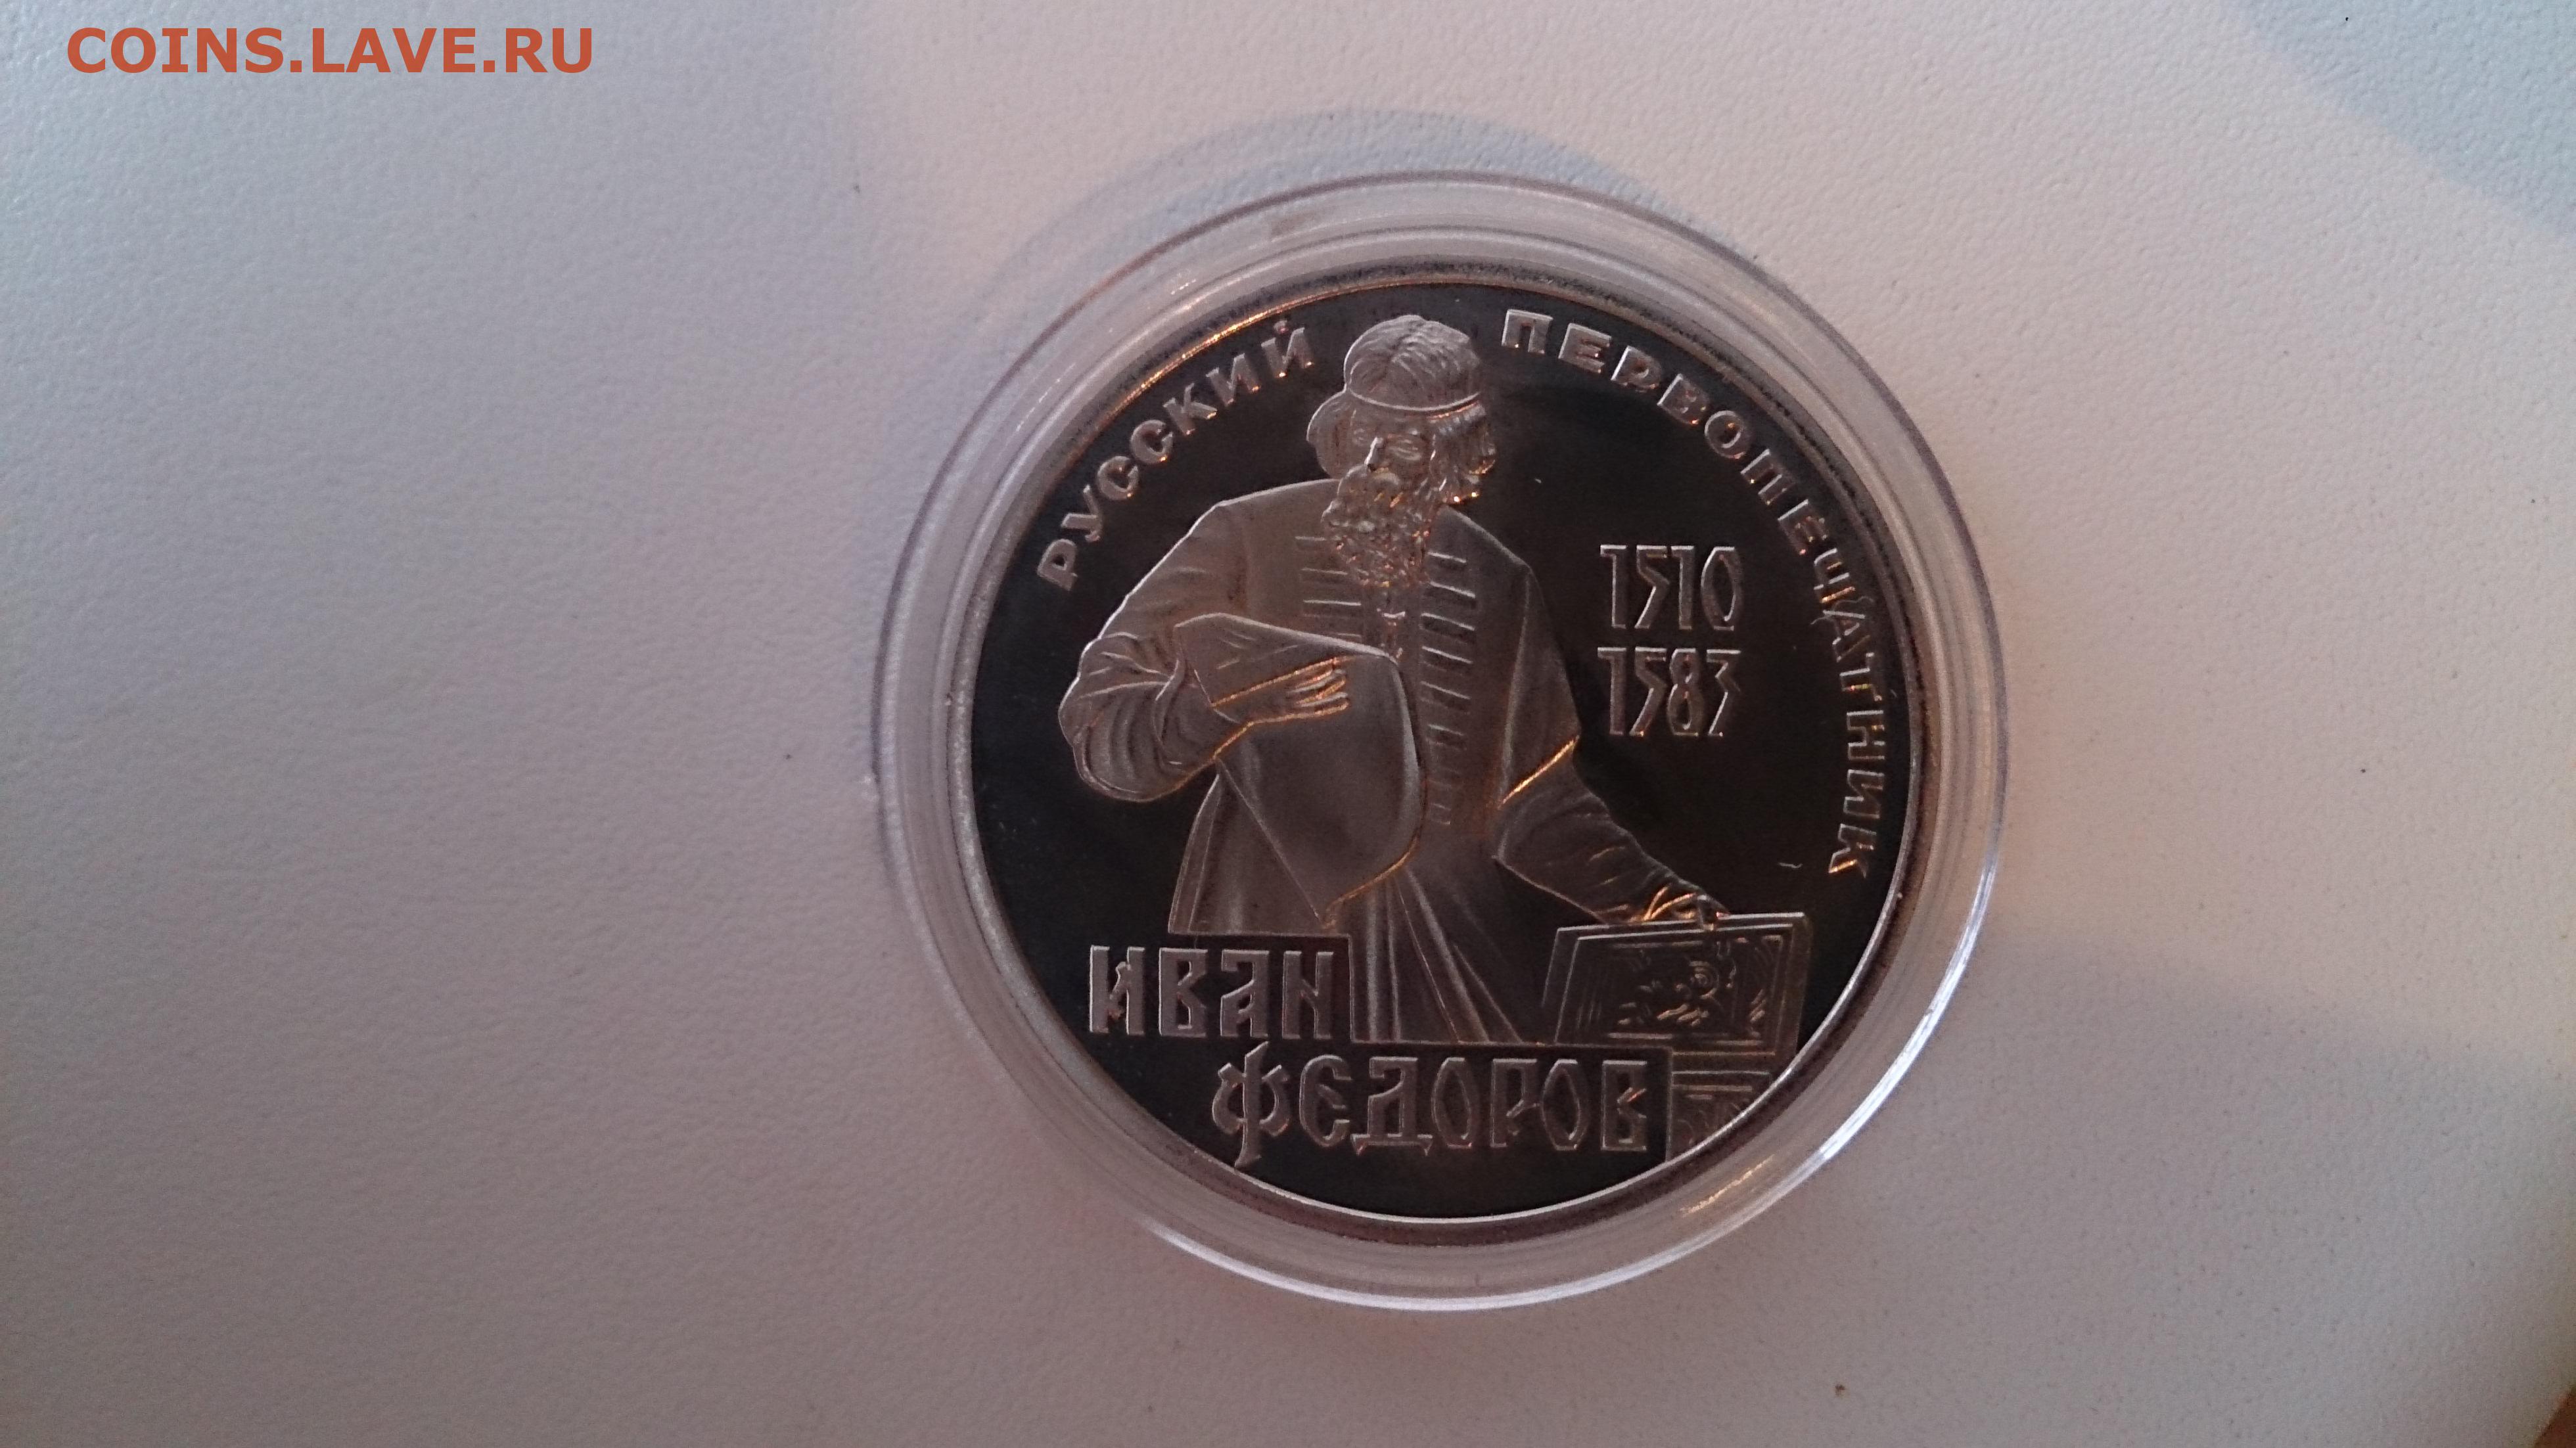 COINS.LAVE.RU
РУССКИЙ ПЕРВОПЕЧАТНИК
1510
1583
ИВАН
ФЕДОРОВ